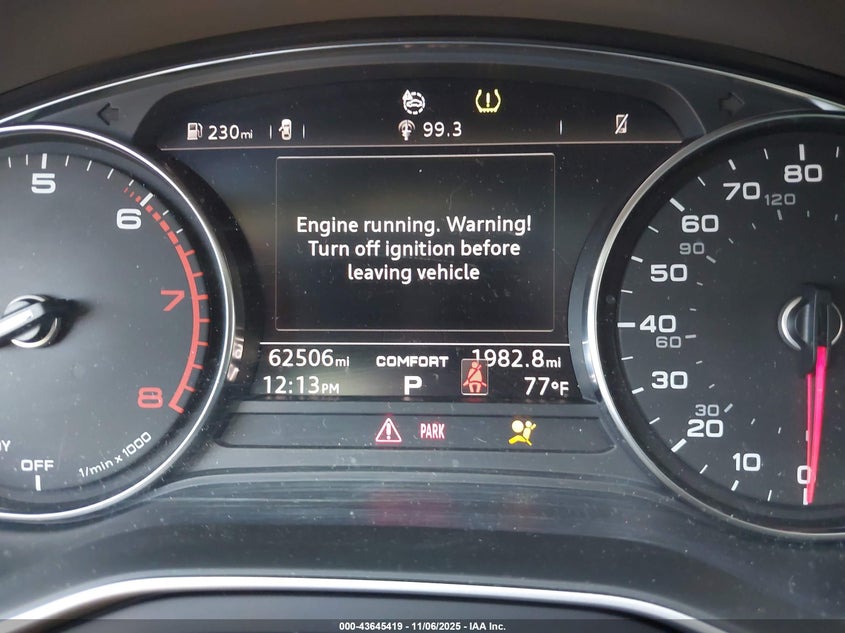 230mi
99.3
Engine running. Warning!
Turn off ignition before
leaving vehicle
62506mi COMFORT 1982.8mi
12:13PM P 77°F
PARK
5
6
7
8
1/min x 1000
DY
OFF
80
120
70
60
90
50
40
60
30
30
20
10
0
000-43645419 - 11/06/2025 - IAA Inc.